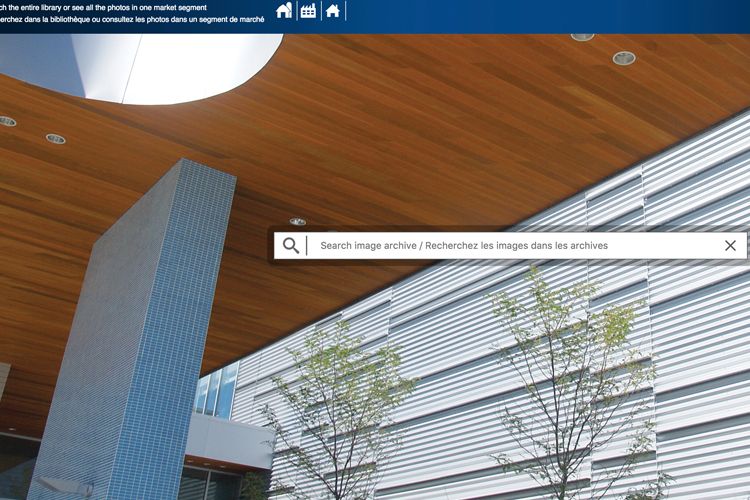 the entire library or see all the photos in one market segment
dans la bibliothèque ou consultez les photos dans un segment de marché
Search image archive / Recherchez les images dans les archives